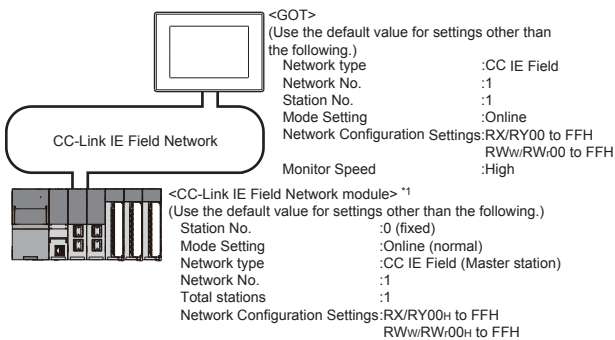 <GOT>
(Use the default value for settings other than
the following.)
Network type :CC IE Field
Network No. :1
Station No. :1
Mode Setting :Online
Network Configuration Settings:RX/RY00 to FFH
RWw/RWr00 to FFH
Monitor Speed :High
CC-Link IE Field Network
<CC-Link IE Field Network module> *1
(Use the default value for settings other than the following.)
Station No. :0 (fixed)
Mode Setting :Online (normal)
Network type :CC IE Field (Master station)
Network No. :1
Total stations :1
Network Configuration Settings:RX/RY00H to FFH
RWw/RWr00H to FFH